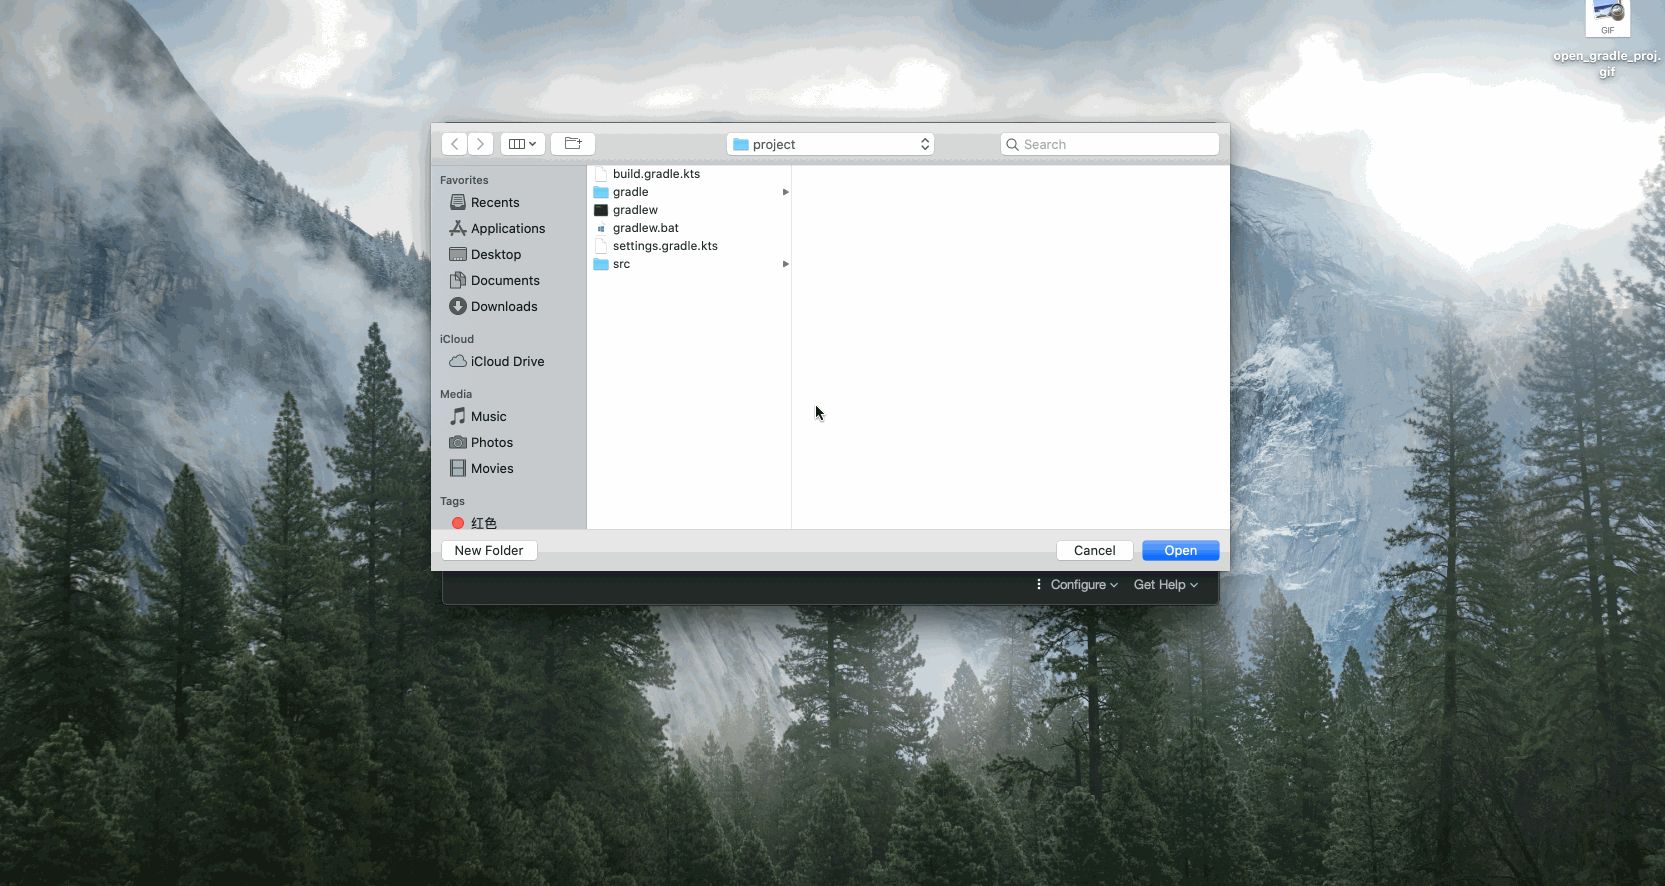 GIF
open_gradle_proj.
gif
project
Search
Favorites
Recents
Applications
Desktop
Documents
Downloads
iCloud
iCloud Drive
Media
Music
Photos
Movies
Tags
红色
build.gradle.kts
gradle
gradlew
gradlew.bat
settings.gradle.kts
src
New Folder
Cancel
Open
Configure
Get Help